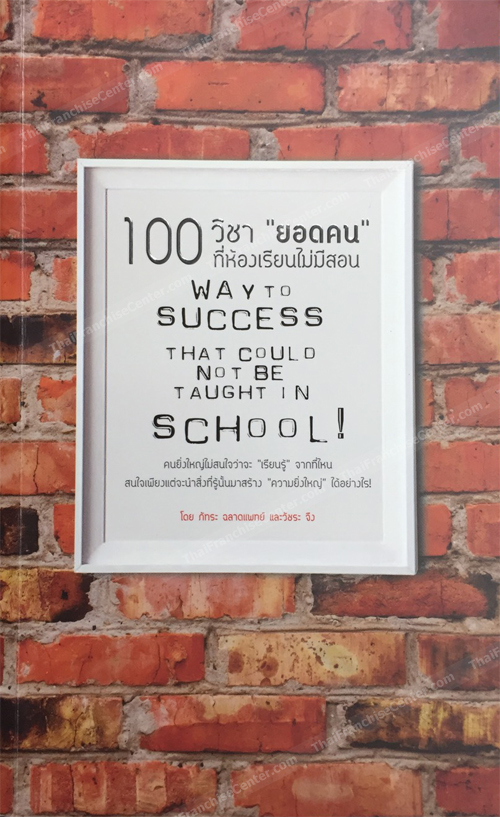 100 วิชา "ยอดคน"
ที่ห้องเรียนไม่มีสอน
WAY TO
SUCCESS
THAT COULD
NOT BE
TAUGHT IN
SCHOOL!
คนยิ่งใหญ่ไม่สนใจว่าจะ "เรียนรู้" จากที่ไหน
สนใจเพียงแต่จะนำสิ่งที่รู้นั้นมาสร้าง "ความยิ่งใหญ่" ได้อย่างไร!
โดย ภัทระ ฉลาดแพทย์ และวัชระ จึง
ThaiFranchiseCenter.com